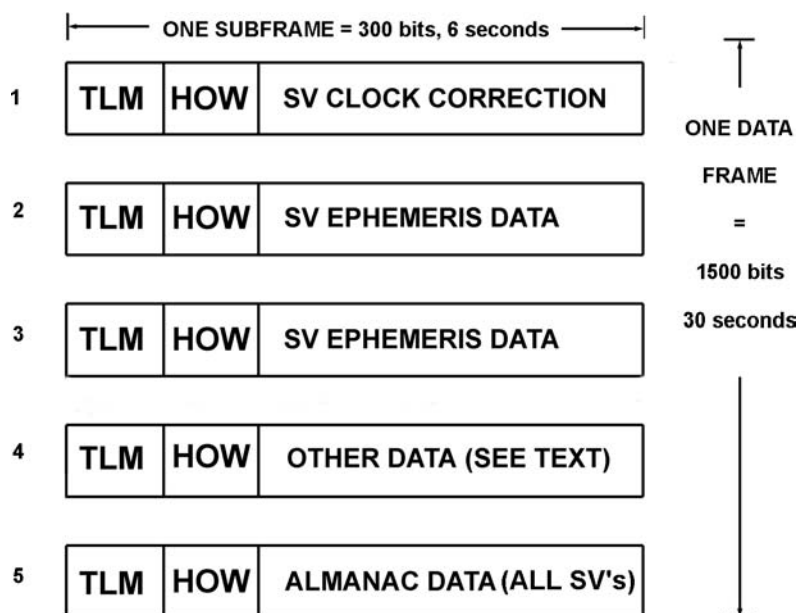 ONE SUBFRAME = 300 bits, 6 seconds
1 TLM HOW SV CLOCK CORRECTION
2 TLM HOW SV EPHEMERIS DATA
3 TLM HOW SV EPHEMERIS DATA
4 TLM HOW OTHER DATA (SEE TEXT)
5 TLM HOW ALMANAC DATA (ALL SV's)
ONE DATA
FRAME
=
1500 bits
30 seconds